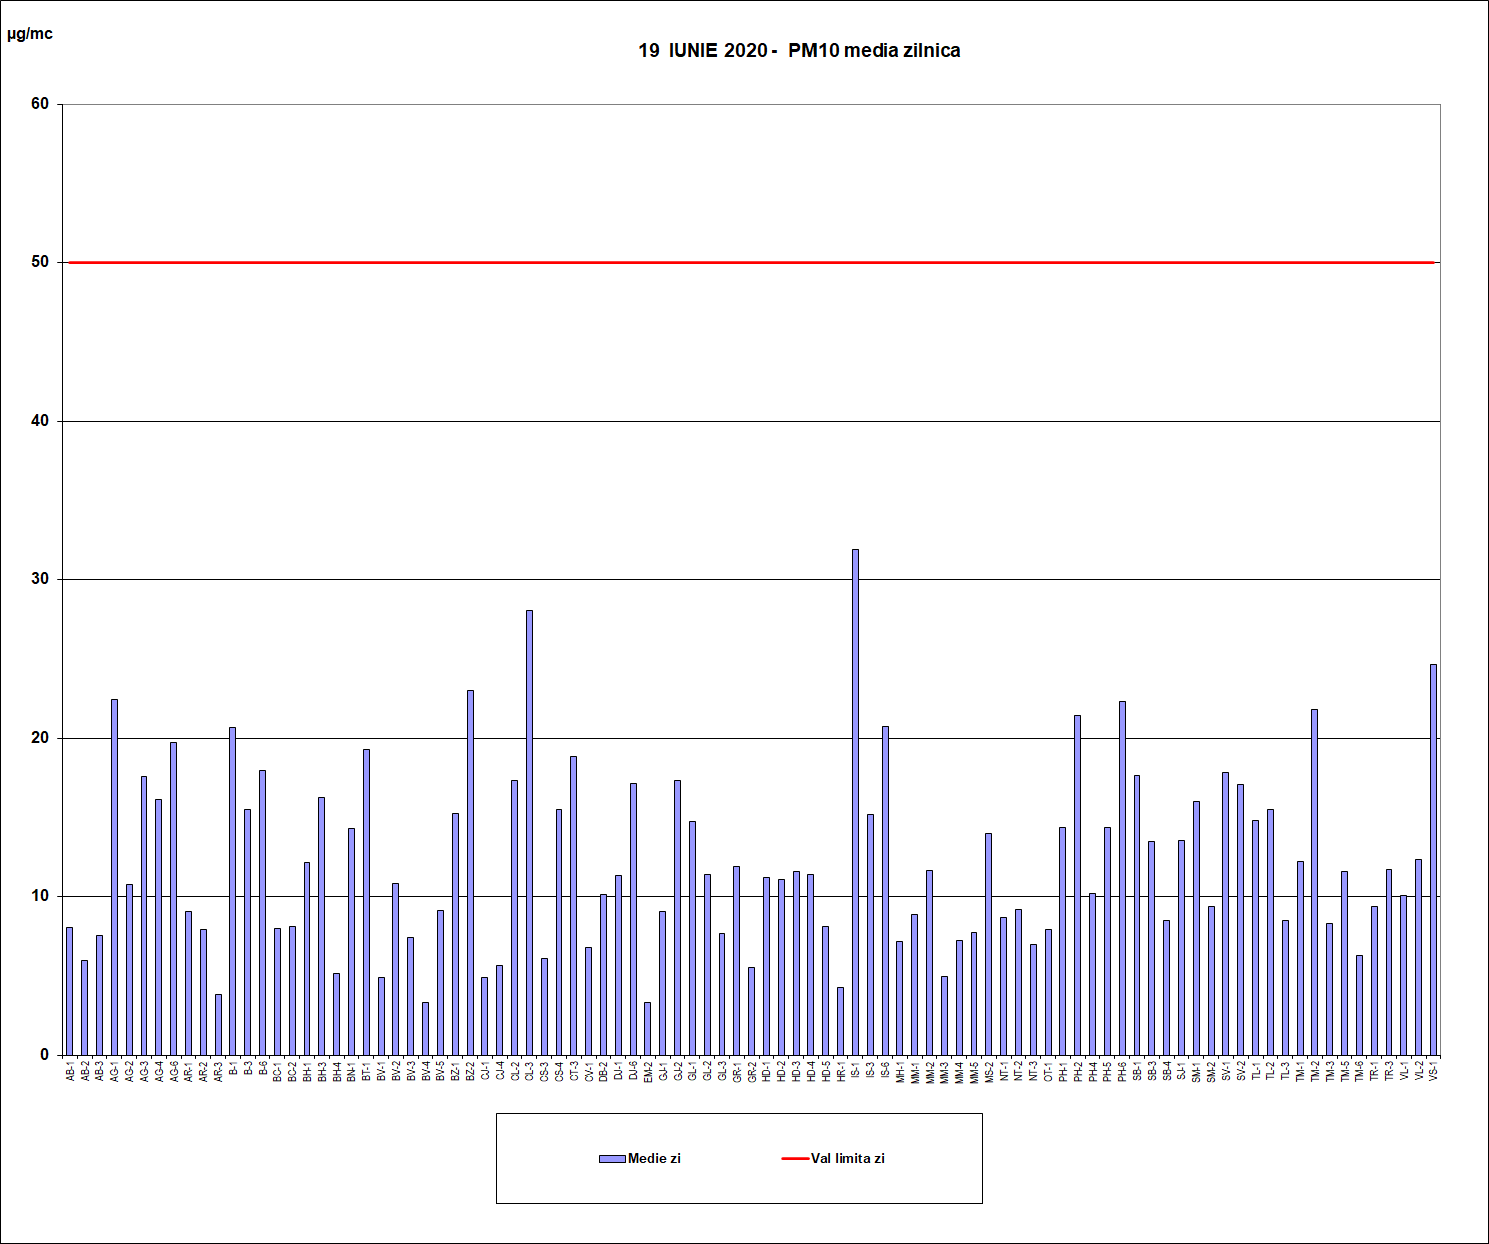 µg/mc
19 IUNIE 2020 - PM10 media zilnica
60
50
40
30
20
10
0
AB-1 AB-2 AB-3 AG-1 AG-2 AG-3 AG-4 AG-6 AR-1 AR-2 AR-3 B-1 B-3 B-6 BC-1 BC-2 BH-1 BH-3 BH-4 BN-1 BT-1 BV-1 BV-2 BV-3 BV-4 BV-5 BZ-1 BZ-2 CJ-1 CJ-4 CL-2 CL-3 CS-3 CS-4 CT-3 CV-1 DB-2 DJ-1 DJ-6 EM-2 GJ-1 GJ-2 GL-1 GL-2 GL-3 GR-1 GR-2 HD-1 HD-2 HD-3 HD-4 HD-5 HR-1 IS-1 IS-3 IS-6 MH-1 MM-1 MM-2 MM-3 MM-4 MM-5 MS-2 NT-1 NT-2 NT-3 OT-1 PH-1 PH-2 PH-4 PH-5 PH-6 SB-1 SB-3 SB-4 SJ-1 SM-1 SM-2 SV-1 SV-2 TL-1 TL-2 TL-3 TM-1 TM-2 TM-3 TM-5 TM-6 TR-1 TR-3 VL-1 VL-2 VS-1
Medie zi Val limita zi